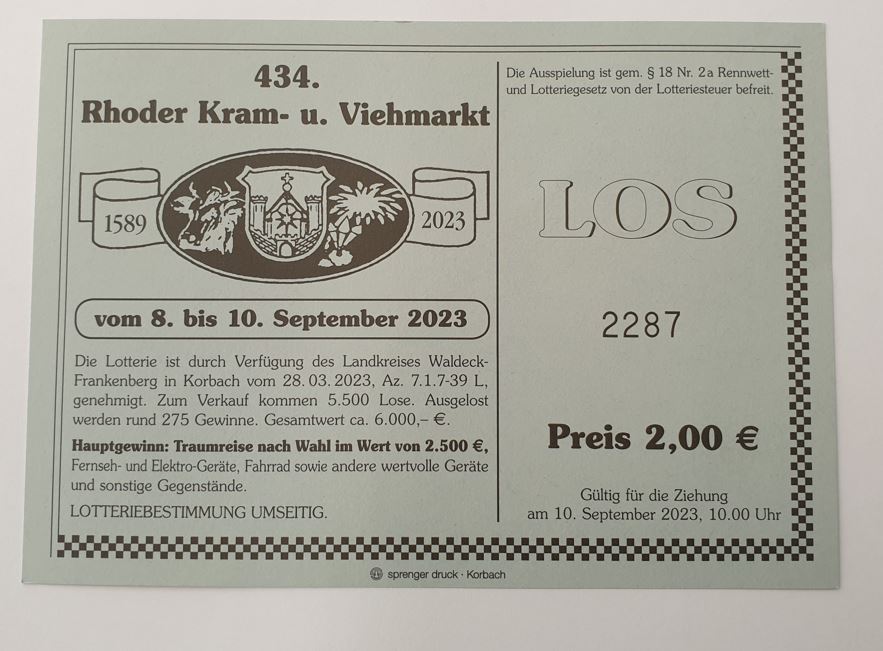 434.
Rhoder Kram- u. Viehmarkt
1589
2023
vom 8. bis 10. September 2023
Die Lotterie ist durch Verfügung des Landkreises Waldeck-
Frankenberg in Korbach vom 28. 03. 2023, Az. 7.1.7-39 L,
genehmigt. Zum Verkauf kommen 5.500 Lose. Ausgelost
werden rund 275 Gewinne. Gesamtwert ca. 6.000,– €.
Hauptgewinn: Traumreise nach Wahl im Wert von 2.500 €,
Fernseh- und Elektro-Geräte, Fahrrad sowie andere wertvolle Geräte
und sonstige Gegenstände.
LOTTERIEBESTIMMUNG UMSEITIG.
Die Ausspielung ist gem. § 18 Nr. 2a Rennwett-
und Lotteriegesetz von der Lotteriesteuer befreit.
LOS
2287
Preis 2,00 €
Gültig für die Ziehung
am 10. September 2023, 10.00 Uhr
sprenger druck · Korbach